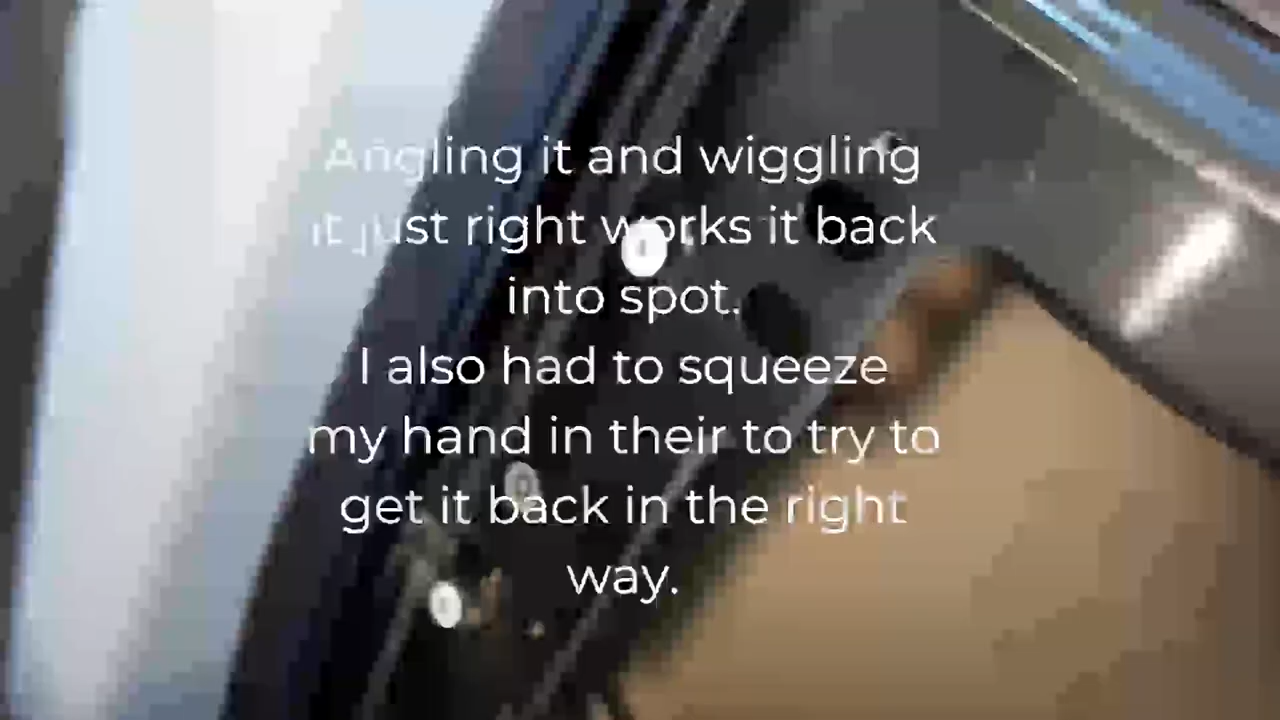 Angling it and wiggling
it just right works it back
into spot.
I also had to squeeze
my hand in their to try to
get it back in the right
way.